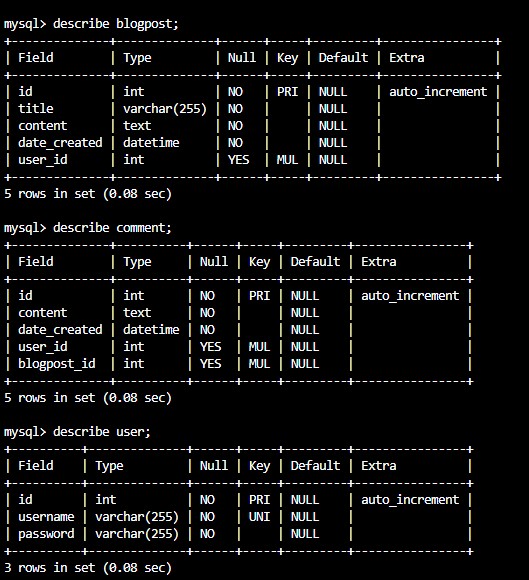 mysql> describe blogpost;
+--------------+--------------+------+-----+---------+----------------+
| Field        | Type         | Null | Key | Default | Extra          |
+--------------+--------------+------+-----+---------+----------------+
| id           | int          | NO   | PRI | NULL    | auto_increment |
| title        | varchar(255) | NO   |     | NULL    |                |
| content      | text         | NO   |     | NULL    |                |
| date_created | datetime     | NO   |     | NULL    |                |
| user_id      | int          | YES  | MUL | NULL    |                |
+--------------+--------------+------+-----+---------+----------------+
5 rows in set (0.08 sec)
mysql> describe comment;
+--------------+----------+------+-----+---------+----------------+
| Field        | Type     | Null | Key | Default | Extra          |
+--------------+----------+------+-----+---------+----------------+
| id           | int      | NO   | PRI | NULL    | auto_increment |
| content      | text     | NO   |     | NULL    |                |
| date_created | datetime | NO   |     | NULL    |                |
| user_id      | int      | YES  | MUL | NULL    |                |
| blogpost_id  | int      | YES  | MUL | NULL    |                |
+--------------+----------+------+-----+---------+----------------+
5 rows in set (0.08 sec)
mysql> describe user;
+----------+--------------+------+-----+---------+----------------+
| Field    | Type         | Null | Key | Default | Extra          |
+----------+--------------+------+-----+---------+----------------+
| id       | int          | NO   | PRI | NULL    | auto_increment |
| username | varchar(255) | NO   | UNI | NULL    |                |
| password | varchar(255) | NO   |     | NULL    |                |
+----------+--------------+------+-----+---------+----------------+
3 rows in set (0.08 sec)